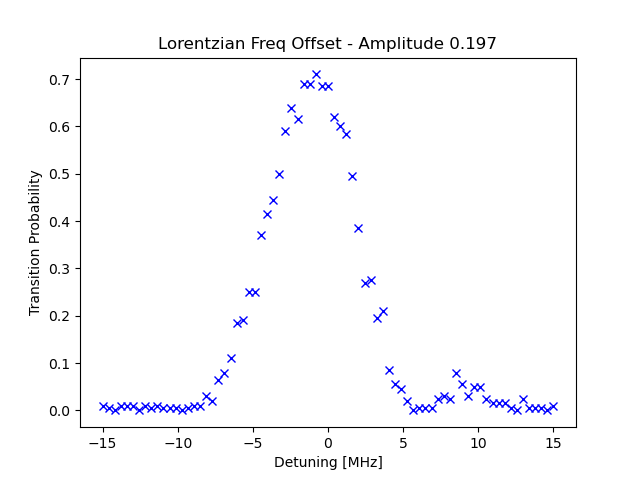 Lorentzian Freq Offset - Amplitude 0.197
Transition Probability
0.7
0.6
0.5
0.4
0.3
0.2
0.1
0.0
−15 −10 −5 0 5 10 15
Detuning [MHz]